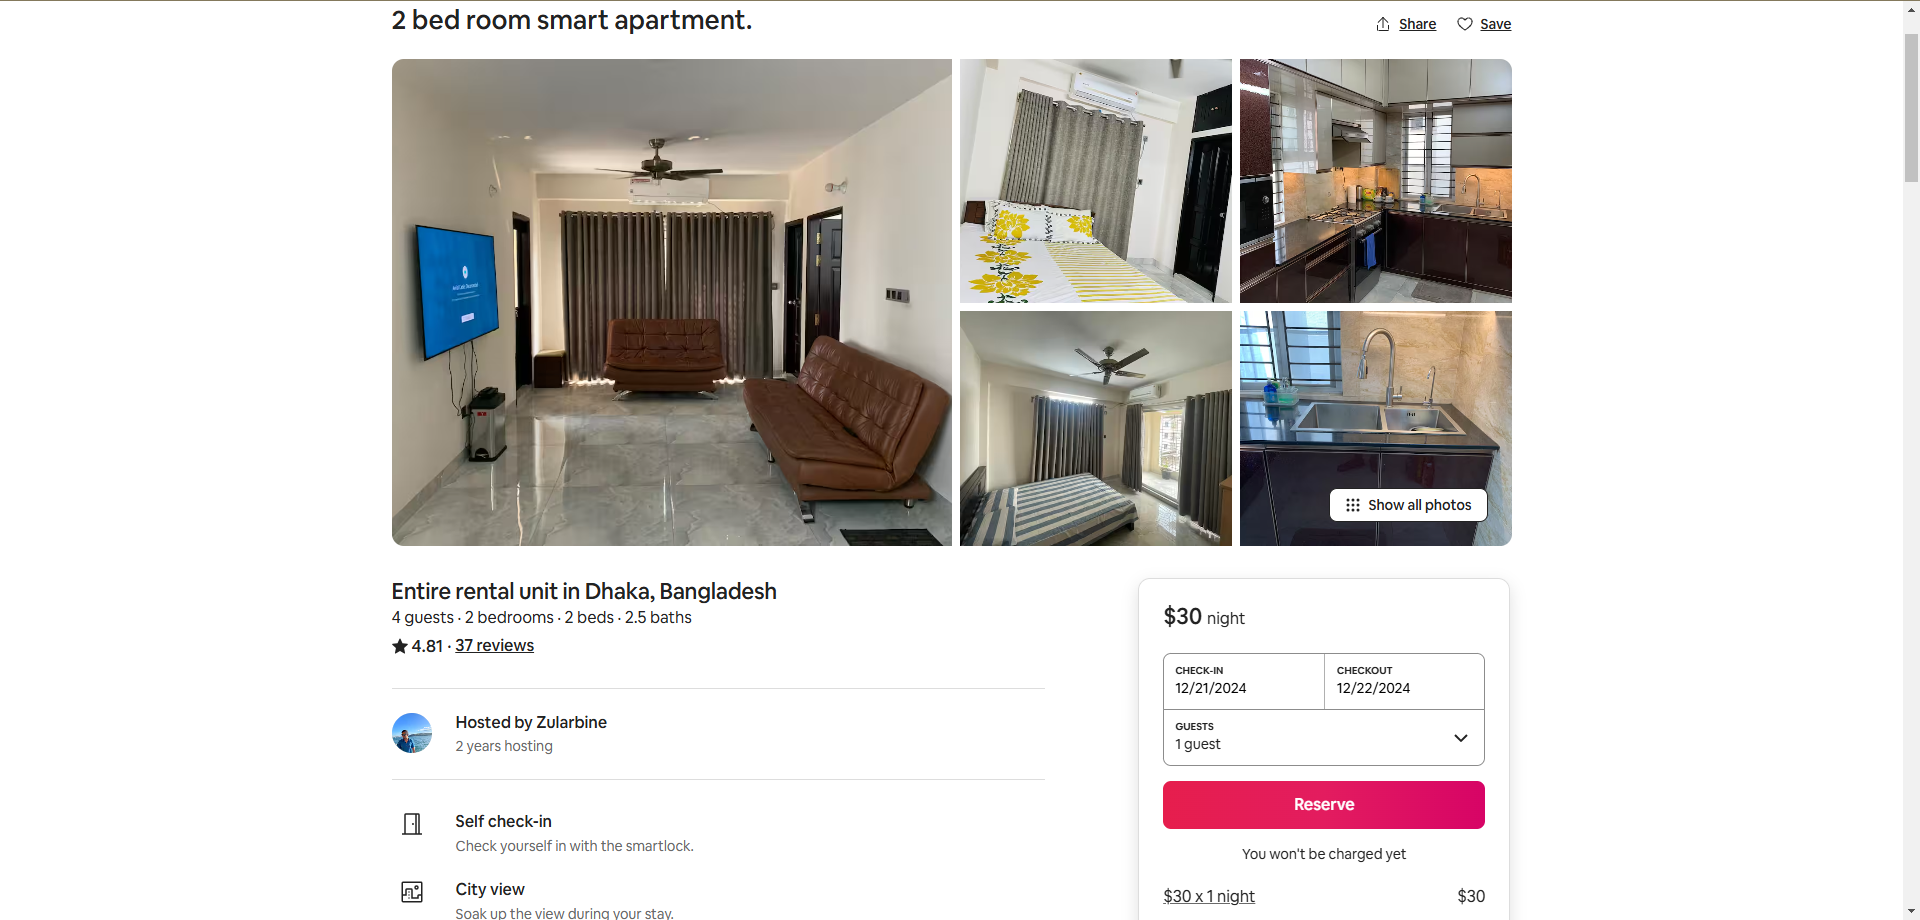 2 bed room smart apartment.
Share
Save
Show all photos
Entire rental unit in Dhaka, Bangladesh
4 guests · 2 bedrooms · 2 beds · 2.5 baths
4.81 · 37 reviews
Hosted by Zularbine
2 years hosting
Self check-in
Check yourself in with the smartlock.
City view
Soak up the view during your stay.
$30 night
CHECK-IN
12/21/2024
CHECKOUT
12/22/2024
GUESTS
1 guest
Reserve
You won't be charged yet
$30 x 1 night
$30